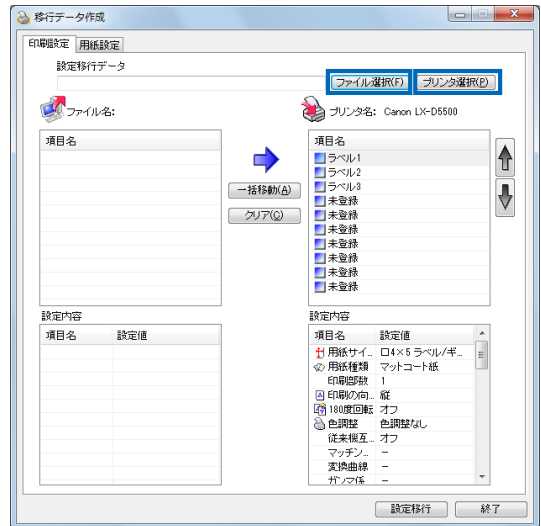 移行データ作成
印刷設定 用紙設定
設定移行データ
ファイル選択(F) プリンタ選択(P)
ファイル名: プリンタ名: Canon LX-D5500
項目名
項目名
ラベル1
ラベル2
ラベル3
未登録
未登録
未登録
未登録
未登録
未登録
未登録
一括移動(A)
クリア(C)
設定内容
項目名 設定値
設定内容
項目名 設定値
用紙サイ... ロ4×5 ラベル/ギ...
用紙種類 マットコート紙
印刷部数 1
印刷の向... 縦
180度回転 オフ
色調整 色調整なし
従来機互... オフ
マッチン... -
変換曲線 -
ガンマ係 -
設定移行 終了